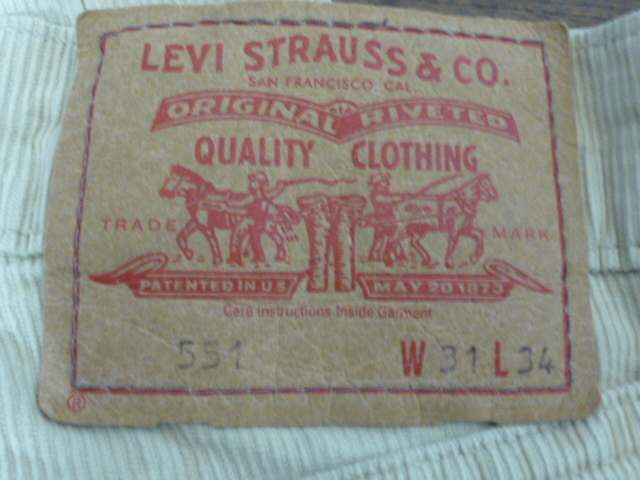 LEVI STRAUSS & CO.
SAN FRANCISCO, CAL.
ORIGINAL RIVETED
QUALITY CLOTHING
TRADE MARK
PATENTED IN U.S. MAY 20 1873
Care Instructions Inside Garment
551 W 31 L 34
®